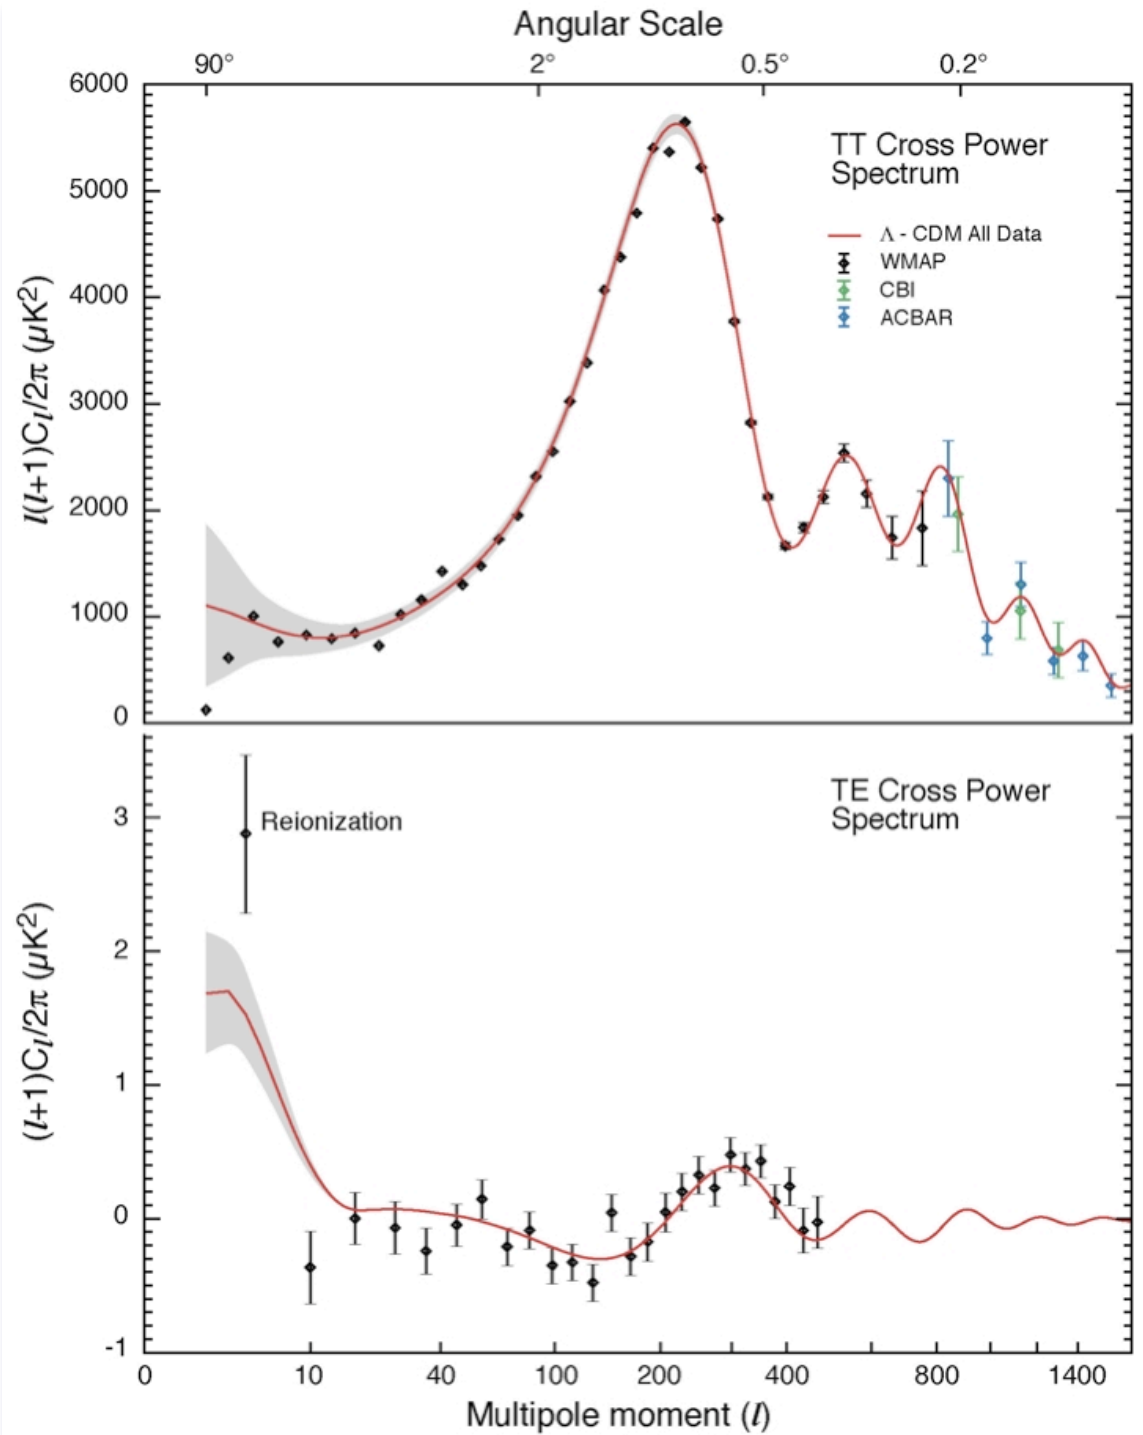 Angular Scale
90° 2° 0.5° 0.2°
6000
5000
4000
3000
2000
1000
0
l(l+1)Cl/2π (μK2)
TT Cross Power
Spectrum
Λ - CDM All Data
WMAP
CBI
ACBAR
3
2
1
0
-1
(l+1)Cl/2π (μK2)
Reionization
TE Cross Power
Spectrum
0 10 40 100 200 400 800 1400
Multipole moment (l)